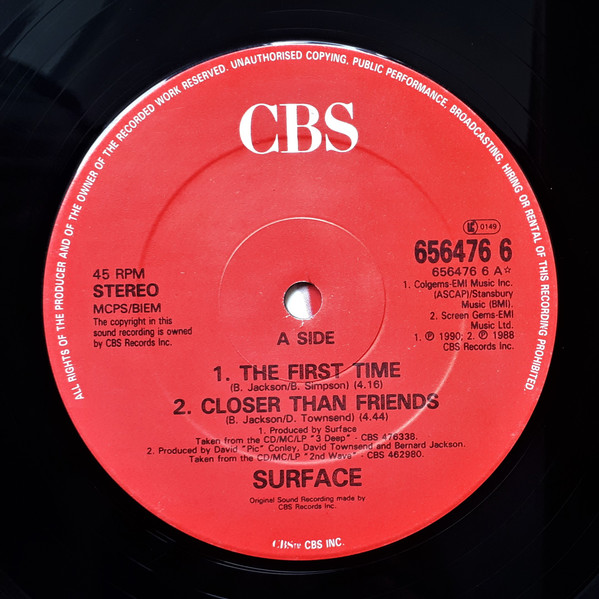 ALL RIGHTS OF THE PRODUCER AND OF THE OWNER OF THE RECORDED WORK RESERVED. UNAUTHORISED COPYING, PUBLIC PERFORMANCE, BROADCASTING, HIRING OR RENTAL OF THIS RECORDING PROHIBITED.
CBS
LC 0149
656476 6
656476 6 A☆
1. Colgems-EMI Music Inc.
(ASCAP)/Stansbury
Music (BMI).
2. Screen Gems-EMI
Music Ltd.
1. ℗ 1990; 2. ℗ 1988
CBS Records Inc.
45 RPM
STEREO
MCPS/BIEM
The copyright in this
sound recording is owned
by CBS Records Inc.
A SIDE
1. THE FIRST TIME
(B. Jackson/B. Simpson) (4.16)
2. CLOSER THAN FRIENDS
(B. Jackson/D. Townsend) (4.44)
1. Produced by Surface
Taken from the CD/MC/LP "3 Deep" - CBS 476338.
2. Produced by David "Pic" Conley, David Townsend and Bernard Jackson.
Taken from the CD/MC/LP "2nd Wave" - CBS 462980.
SURFACE
Original Sound Recording made by
CBS Records Inc.
CBS™ CBS INC.